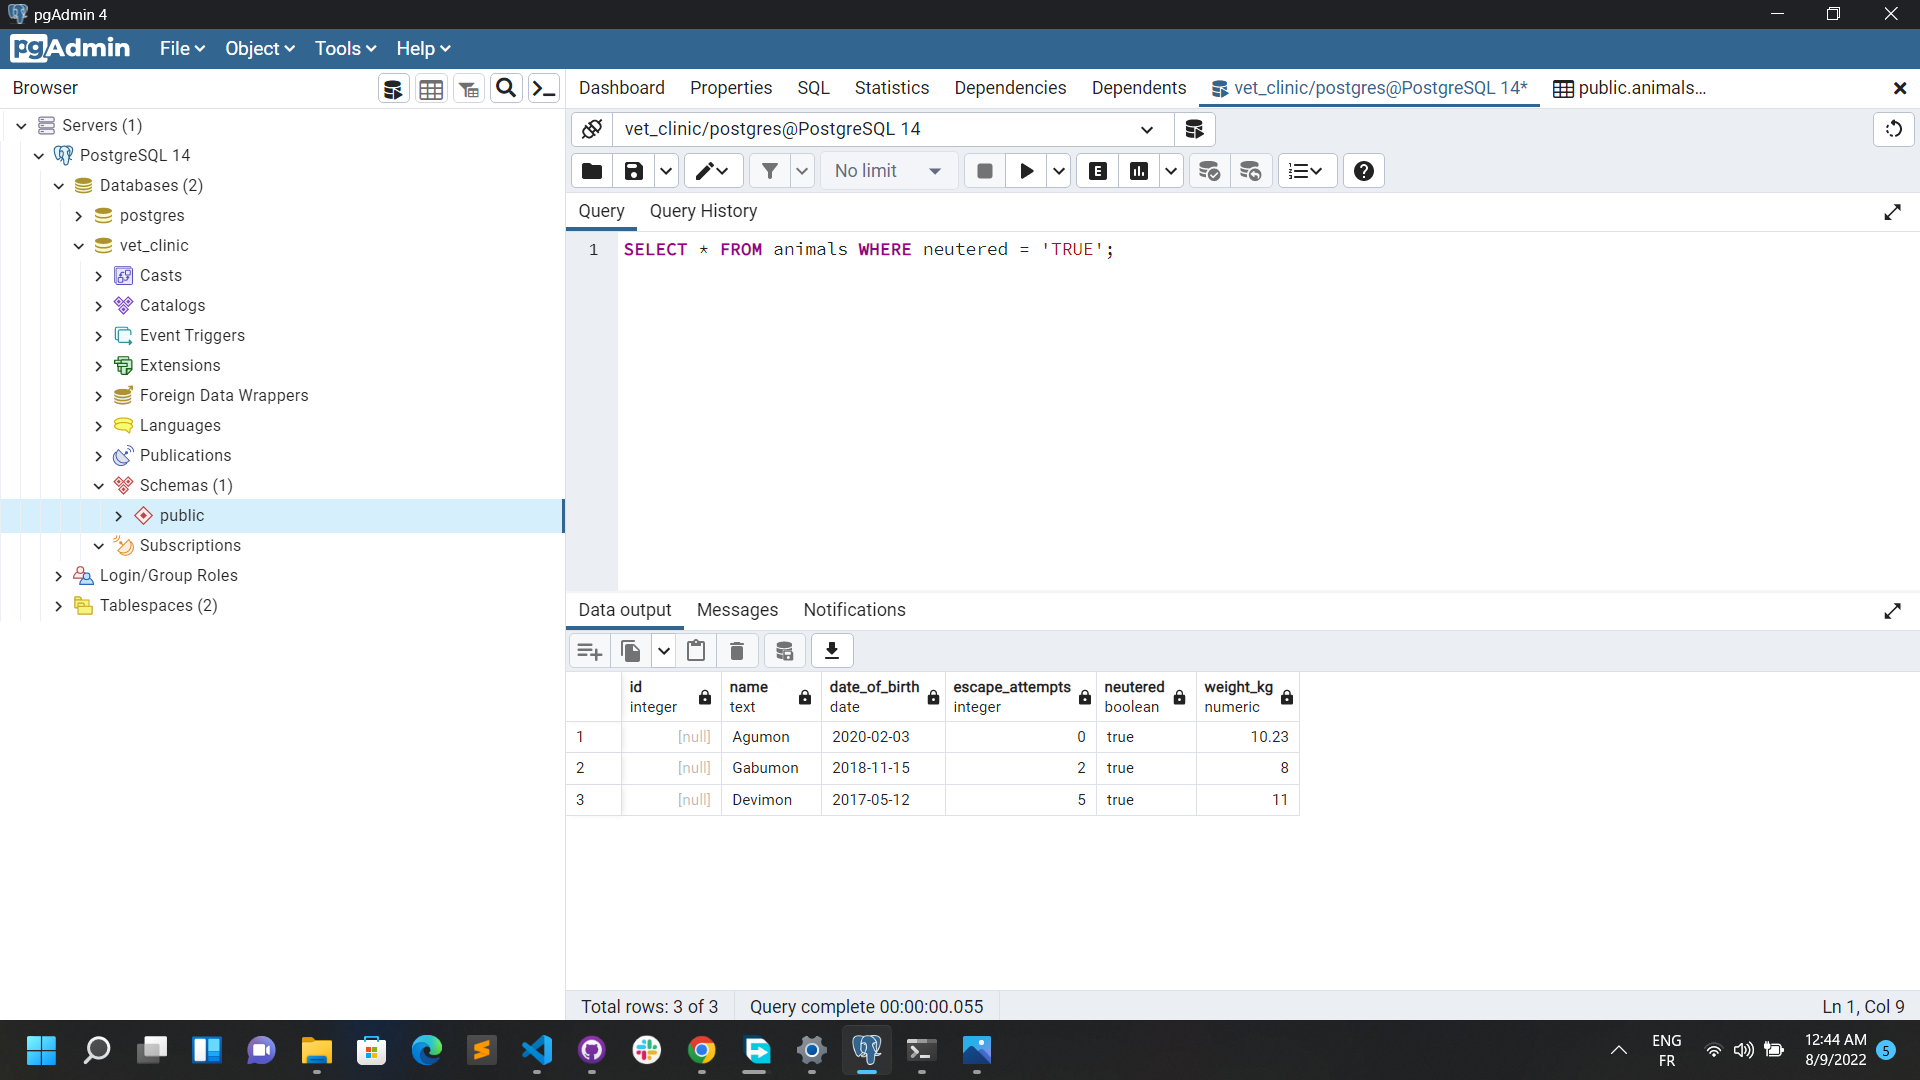 pgAdmin 4
pgAdmin File Object Tools Help
Browser
Dashboard Properties SQL Statistics Dependencies Dependents vet_clinic/postgres@PostgreSQL 14* public.animals...
Servers (1)
PostgreSQL 14
Databases (2)
postgres
vet_clinic
Casts
Catalogs
Event Triggers
Extensions
Foreign Data Wrappers
Languages
Publications
Schemas (1)
public
Subscriptions
Login/Group Roles
Tablespaces (2)
vet_clinic/postgres@PostgreSQL 14
No limit
E
Query Query History
1 SELECT * FROM animals WHERE neutered = 'TRUE';
Data output Messages Notifications
id name date_of_birth escape_attempts neutered weight_kg
integer text date integer boolean numeric
1 [null] Agumon 2020-02-03 0 true 10.23
2 [null] Gabumon 2018-11-15 2 true 8
3 [null] Devimon 2017-05-12 5 true 11
Total rows: 3 of 3 Query complete 00:00:00.055 Ln 1, Col 9
ENG 12:44 AM
FR 8/9/2022 5